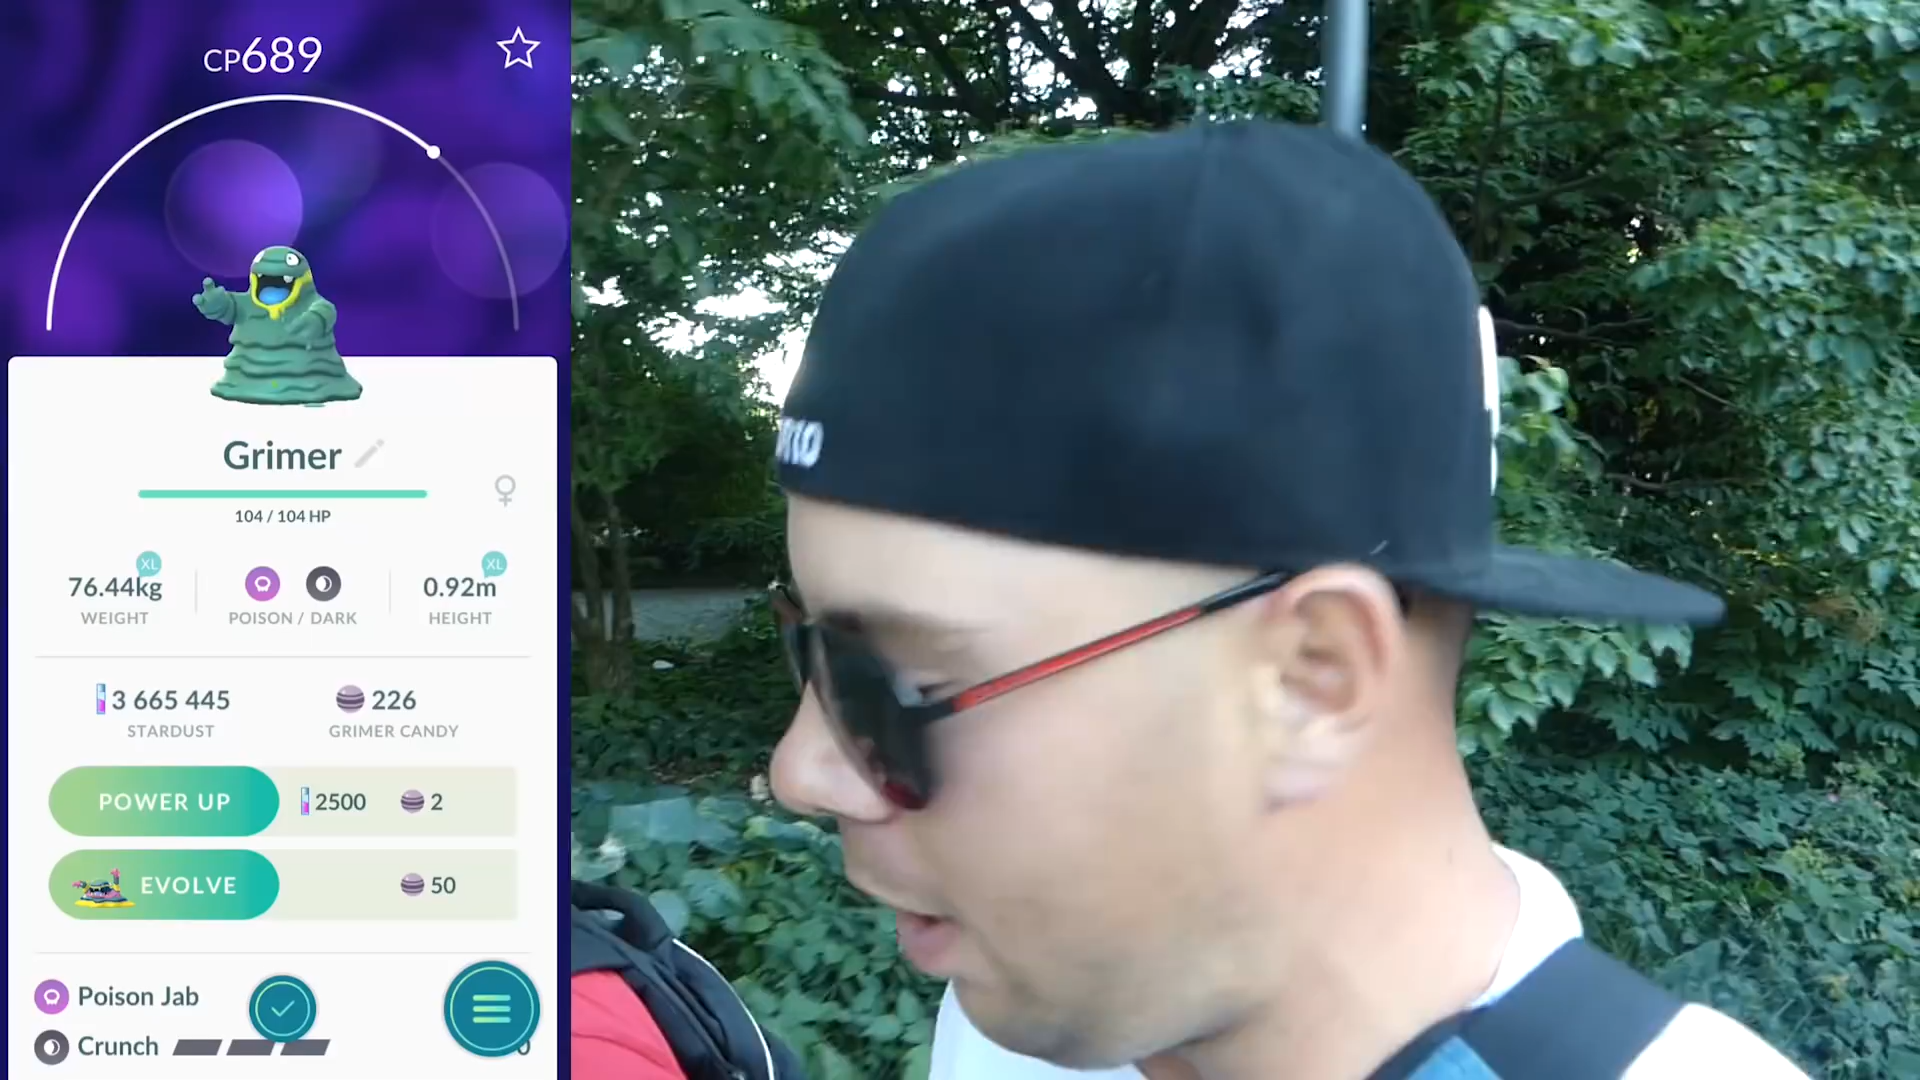 CP689
Grimer
104 / 104 HP
XL
XL
76.44kg
0.92m
WEIGHT
POISON / DARK
HEIGHT
3 665 445
226
STARDUST
GRIMER CANDY
POWER UP
2500
2
EVOLVE
50
Poison Jab
Crunch